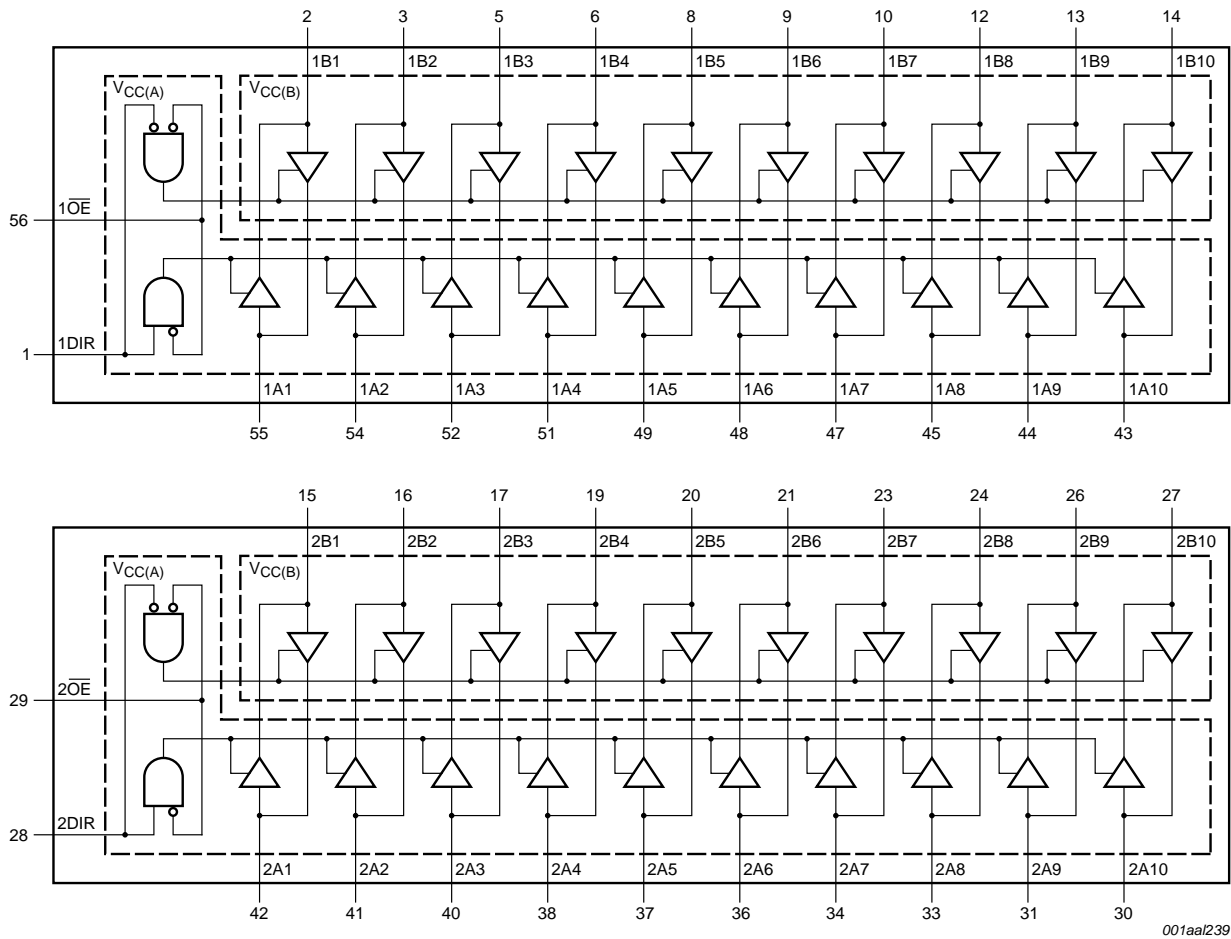 2 3 5 6 8 9 10 12 13 14
1B1 1B2 1B3 1B4 1B5 1B6 1B7 1B8 1B9 1B10
VCC(A) VCC(B)
56 1OE
1 1DIR
1A1 1A2 1A3 1A4 1A5 1A6 1A7 1A8 1A9 1A10
55 54 52 51 49 48 47 45 44 43
15 16 17 19 20 21 23 24 26 27
2B1 2B2 2B3 2B4 2B5 2B6 2B7 2B8 2B9 2B10
VCC(A) VCC(B)
29 2OE
28 2DIR
2A1 2A2 2A3 2A4 2A5 2A6 2A7 2A8 2A9 2A10
42 41 40 38 37 36 34 33 31 30
001aal239